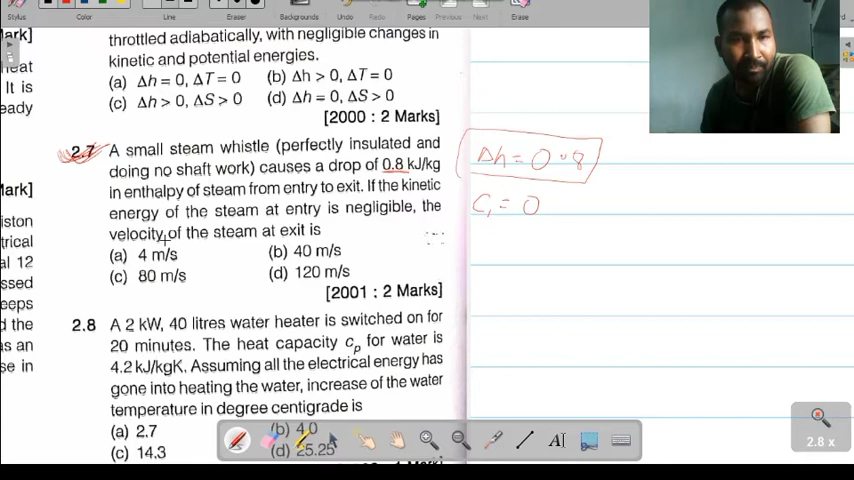 Stylus Color Line Eraser Backgrounds Undo Redo Pages Previous Next Erase
ark]
heat
It is
eady
ark]
iston
trical
al 12
ssed
eeps
d the
as an
se in
throttled adiabatically, with negligible changes in
kinetic and potential energies.
(a) Δh = 0, ΔT = 0 (b) Δh > 0, ΔT = 0
(c) Δh > 0, ΔS > 0 (d) Δh = 0, ΔS > 0
[2000 : 2 Marks]
2.7 A small steam whistle (perfectly insulated and
doing no shaft work) causes a drop of 0.8 kJ/kg
in enthalpy of steam from entry to exit. If the kinetic
energy of the steam at entry is negligible, the
velocity of the steam at exit is
(a) 4 m/s (b) 40 m/s
(c) 80 m/s (d) 120 m/s
[2001 : 2 Marks]
2.8 A 2 kW, 40 litres water heater is switched on for
20 minutes. The heat capacity cp for water is
4.2 kJ/kgK. Assuming all the electrical energy has
gone into heating the water, increase of the water
temperature in degree centigrade is
(a) 2.7 (b) 4.0
(c) 14.3 (d) 25.25
Δh = 0.8
C₁ = 0
2.8 x